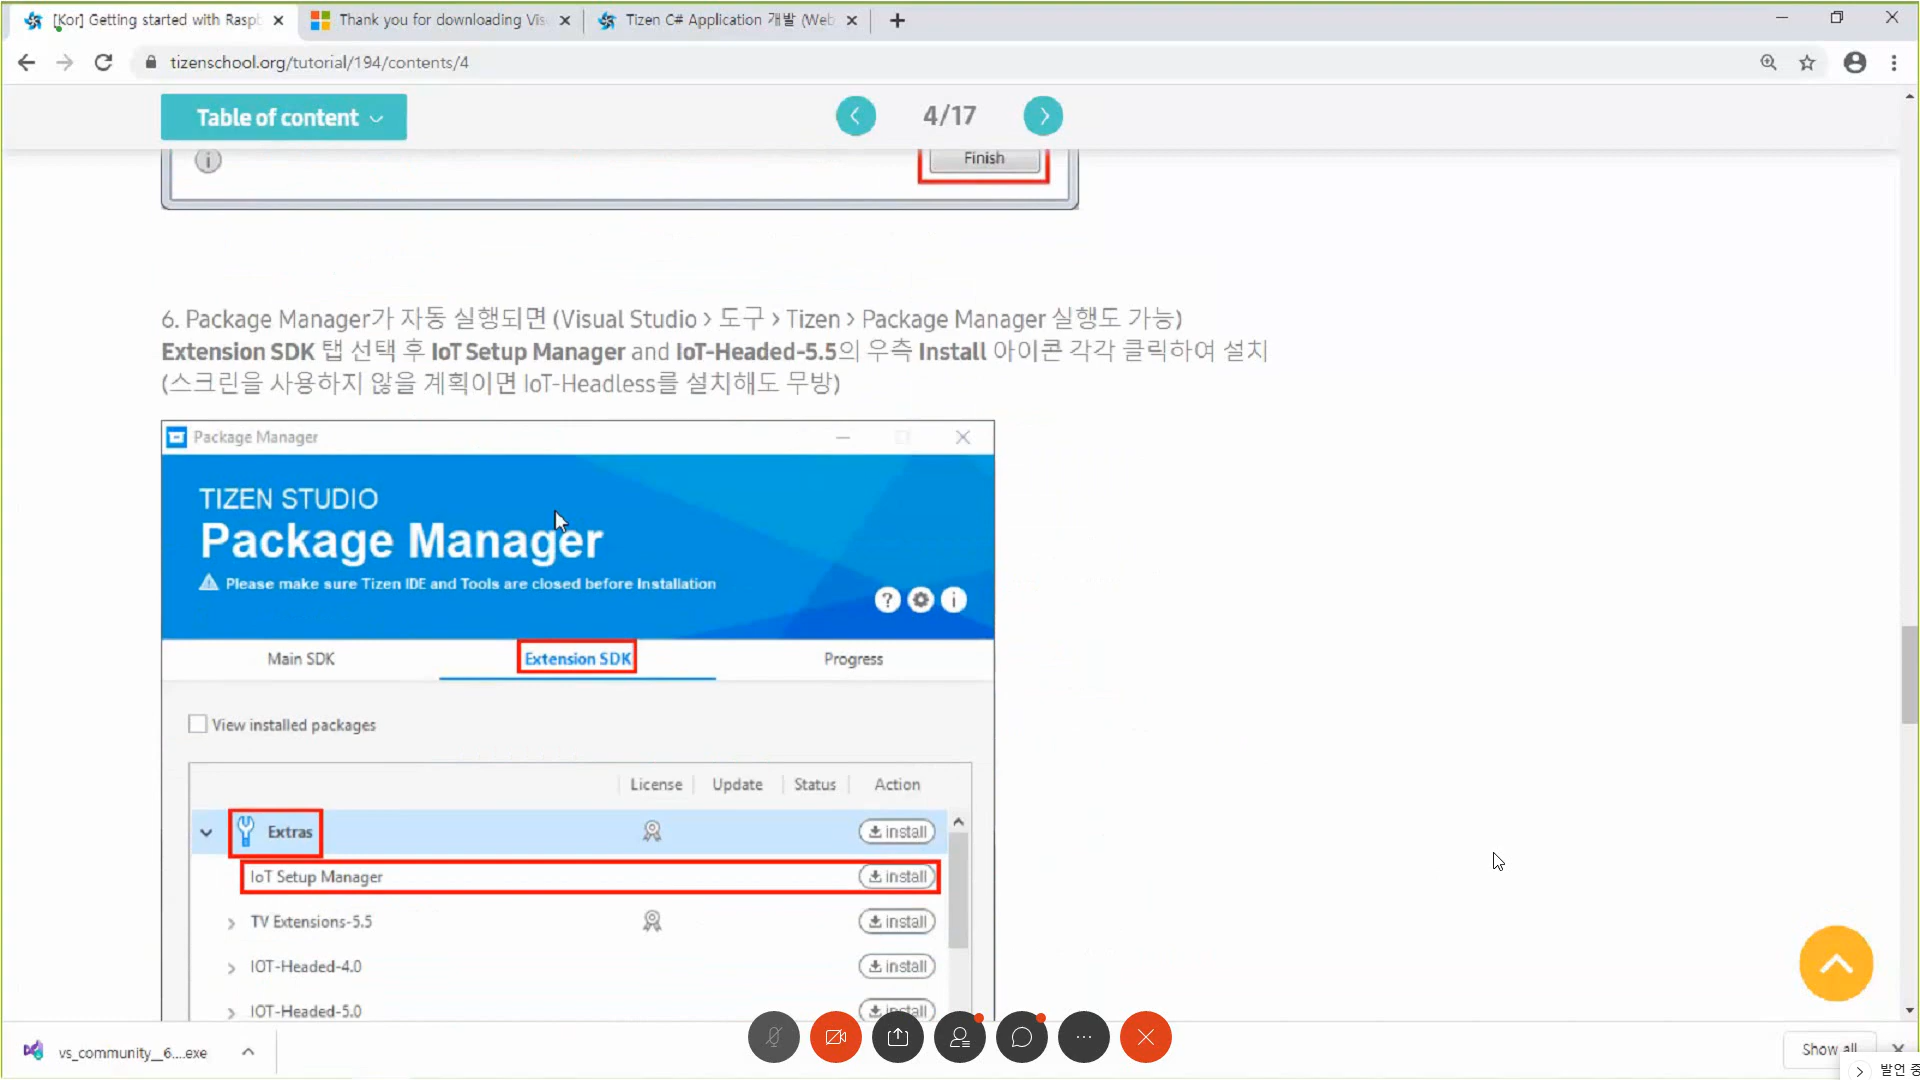 [Kor] Getting started with Raspb
Thank you for downloading Vis
Tizen C# Application 개발 (Web
tizenschool.org/tutorial/194/contents/4
Table of content
4/17
Finish
6. Package Manager가 자동 실행되면 (Visual Studio > 도구 > Tizen > Package Manager 실행도 가능)
Extension SDK 탭 선택 후 IoT Setup Manager and IoT-Headed-5.5의 우측 Install 아이콘 각각 클릭하여 설치
(스크린을 사용하지 않을 계획이면 IoT-Headless를 설치해도 무방)
Package Manager
TIZEN STUDIO
Package Manager
Please make sure Tizen IDE and Tools are closed before Installation
Main SDK Extension SDK Progress
View installed packages
License Update Status Action
Extras install
IoT Setup Manager install
TV Extensions-5.5 install
IOT-Headed-4.0 install
IOT-Headed-5.0 install
vs_community__6....exe
Show all
발언 중